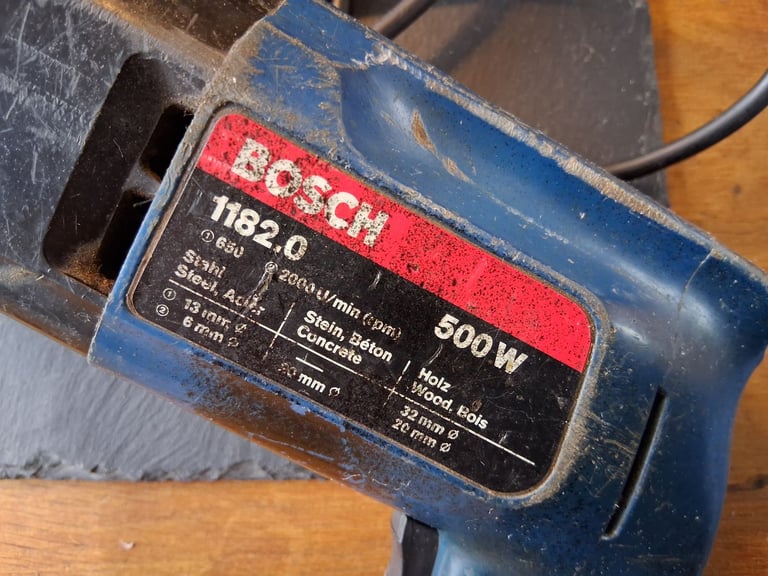 BOSCH
1182.0
500 W
① 650 ② 2000 U/min (rpm)
Stahl
Steel, Acier
① 13 mm ø
② 6 mm ø
Stein, Béton
Concrete
mm ø
Holz
Wood, Bois
32 mm ø
20 mm ø